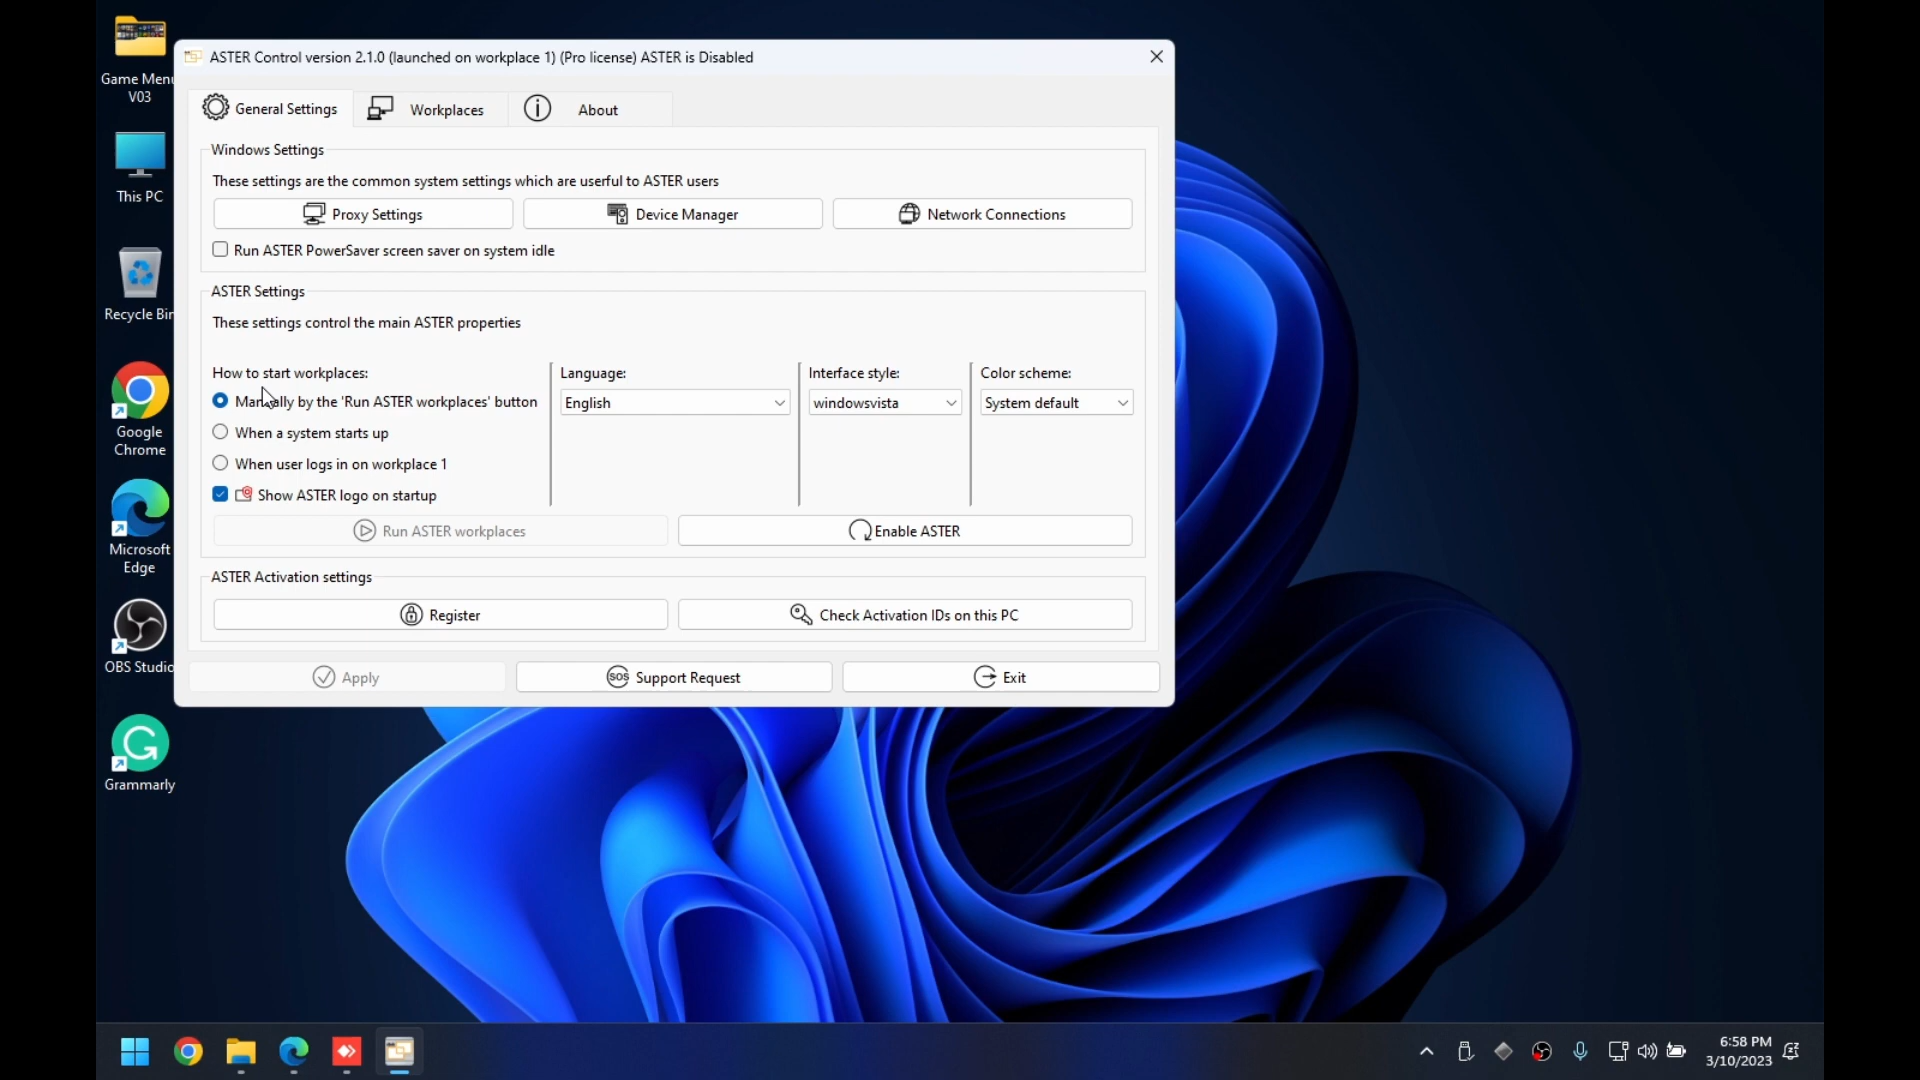 Game Menu
V03
This PC
Recycle Bin
Google
Chrome
Microsoft
Edge
OBS Studio
Grammarly
ASTER Control version 2.1.0 (launched on workplace 1) (Pro license) ASTER is Disabled
General Settings
Workplaces
About
Windows Settings
These settings are the common system settings which are userful to ASTER users
Proxy Settings
Device Manager
Network Connections
Run ASTER PowerSaver screen saver on system idle
ASTER Settings
These settings control the main ASTER properties
How to start workplaces:
Manually by the 'Run ASTER workplaces' button
When a system starts up
When user logs in on workplace 1
Show ASTER logo on startup
Language:
English
Interface style:
windowsvista
Color scheme:
System default
Run ASTER workplaces
Enable ASTER
ASTER Activation settings
Register
Check Activation IDs on this PC
Apply
SOS Support Request
Exit
6:58 PM
3/10/2023